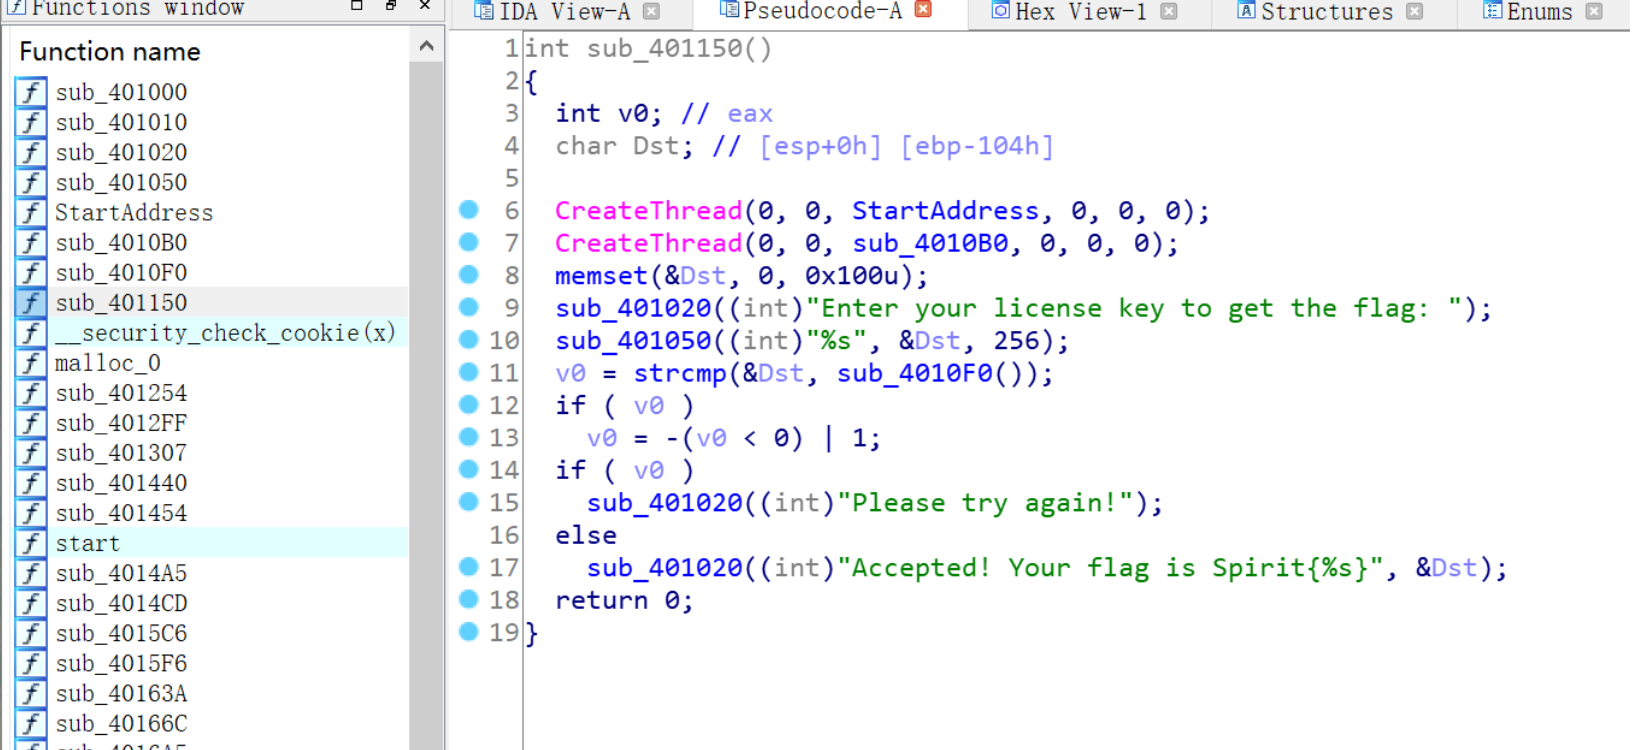 Functions window
Function name
sub_401000
sub_401010
sub_401020
sub_401050
StartAddress
sub_4010B0
sub_4010F0
sub_401150
__security_check_cookie(x)
malloc_0
sub_401254
sub_4012FF
sub_401307
sub_401440
sub_401454
start
sub_4014A5
sub_4014CD
sub_4015C6
sub_4015F6
sub_40163A
sub_40166C
IDA View-A
Pseudocode-A
Hex View-1
Structures
Enums
1 int sub_401150()
2 {
3   int v0; // eax
4   char Dst; // [esp+0h] [ebp-104h]
5
6   CreateThread(0, 0, StartAddress, 0, 0, 0);
7   CreateThread(0, 0, sub_4010B0, 0, 0, 0);
8   memset(&Dst, 0, 0x100u);
9   sub_401020((int)"Enter your license key to get the flag: ");
10   sub_401050((int)"%s", &Dst, 256);
11   v0 = strcmp(&Dst, sub_4010F0());
12   if ( v0 )
13     v0 = -(v0 < 0) | 1;
14   if ( v0 )
15     sub_401020((int)"Please try again!");
16   else
17     sub_401020((int)"Accepted! Your flag is Spirit{%s}", &Dst);
18   return 0;
19 }